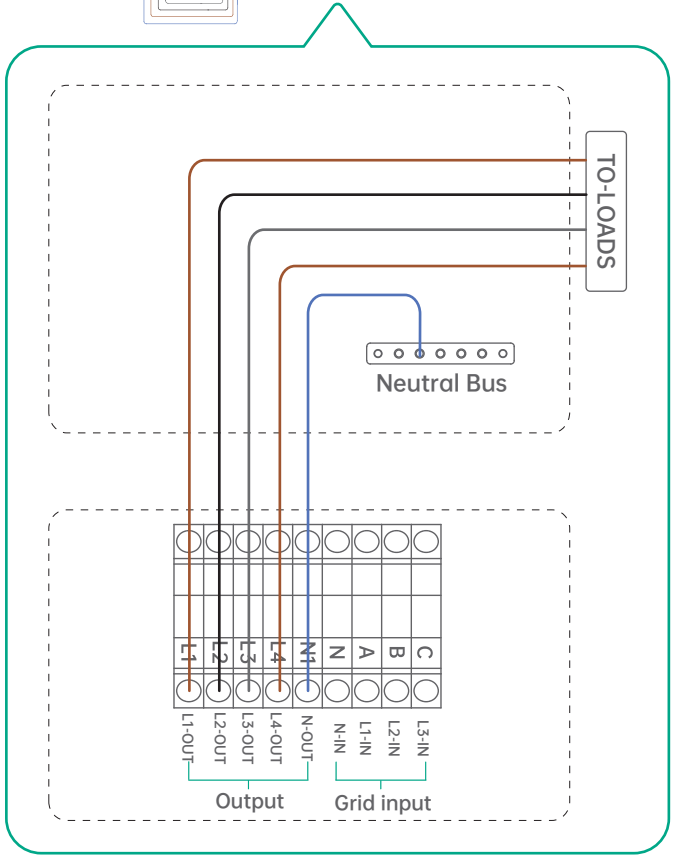 TO-LOADS
Neutral Bus
L1 L2 L3 L4 N1 N A B C
L1-OUT L2-OUT L3-OUT L4-OUT N-OUT N-IN L1-IN L2-IN L3-IN
Output Grid input